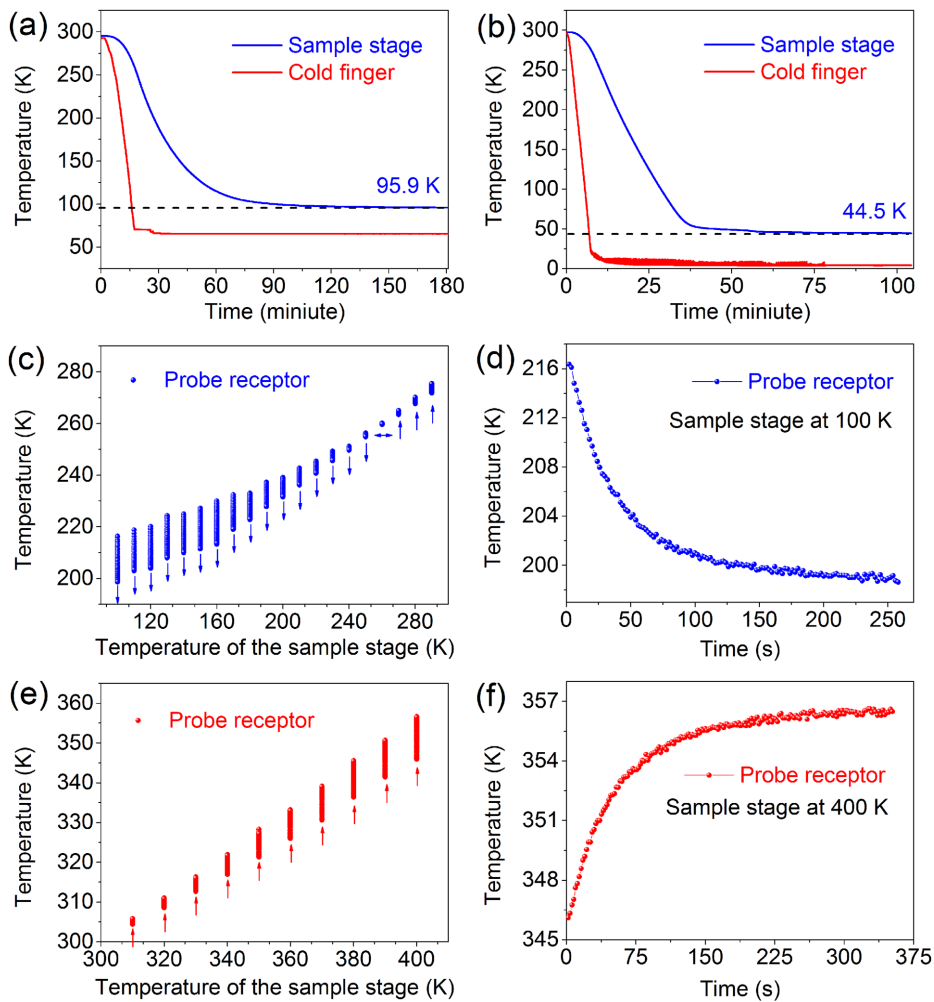 (a)
300
250
200
150
100
50
Temperature (K)
Sample stage
Cold finger
95.9 K
0
30
60
90
120
150
180
Time (miniute)
(b)
300
250
200
150
100
50
0
Temperature (K)
Sample stage
Cold finger
44.5 K
0
25
50
75
100
Time (miniute)
(c)
280
260
240
220
200
Temperature (K)
Probe receptor
120
160
200
240
280
Temperature of the sample stage (K)
(d)
216
212
208
204
200
Temperature (K)
Probe receptor
Sample stage at 100 K
0
50
100
150
200
250
Time (s)
(e)
360
350
340
330
320
310
300
Temperature (K)
Probe receptor
300
320
340
360
380
400
Temperature of the sample stage (K)
(f)
357
354
351
348
345
Temperature (K)
Probe receptor
Sample stage at 400 K
0
75
150
225
300
375
Time (s)